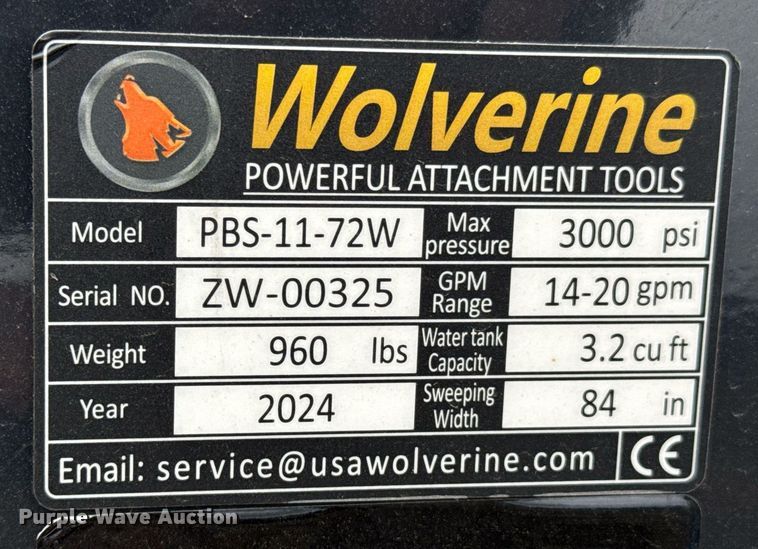 Wolverine
POWERFUL ATTACHMENT TOOLS
Model PBS-11-72W Max pressure 3000 psi
Serial NO. ZW-00325 GPM Range 14-20 gpm
Weight 960 lbs Water tank Capacity 3.2 cu ft
Year 2024 Sweeping Width 84 in
Email: service@usawolverine.com CE
Purple Wave Auction